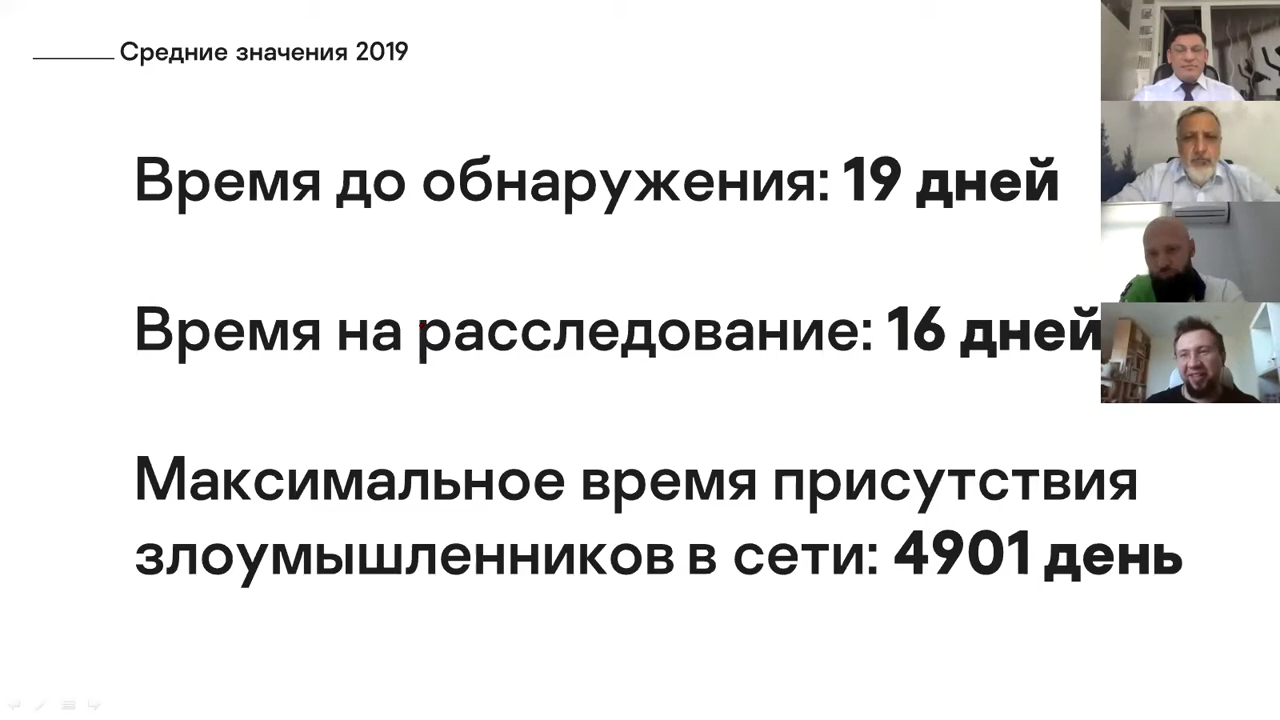 Средние значения 2019
Время до обнаружения: 19 дней
Время на расследование: 16 дней
Максимальное время присутствия
злоумышленников в сети: 4901 день